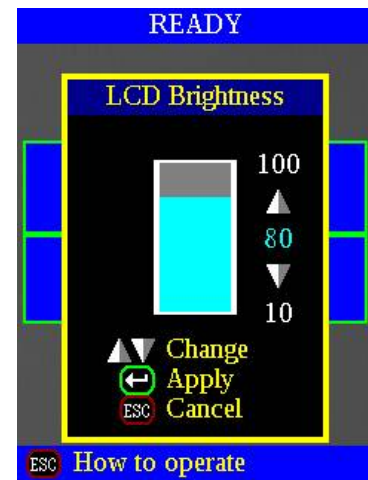 READY
LCD Brightness
100
80
10
Change
Apply
ESC Cancel
ESC How to operate